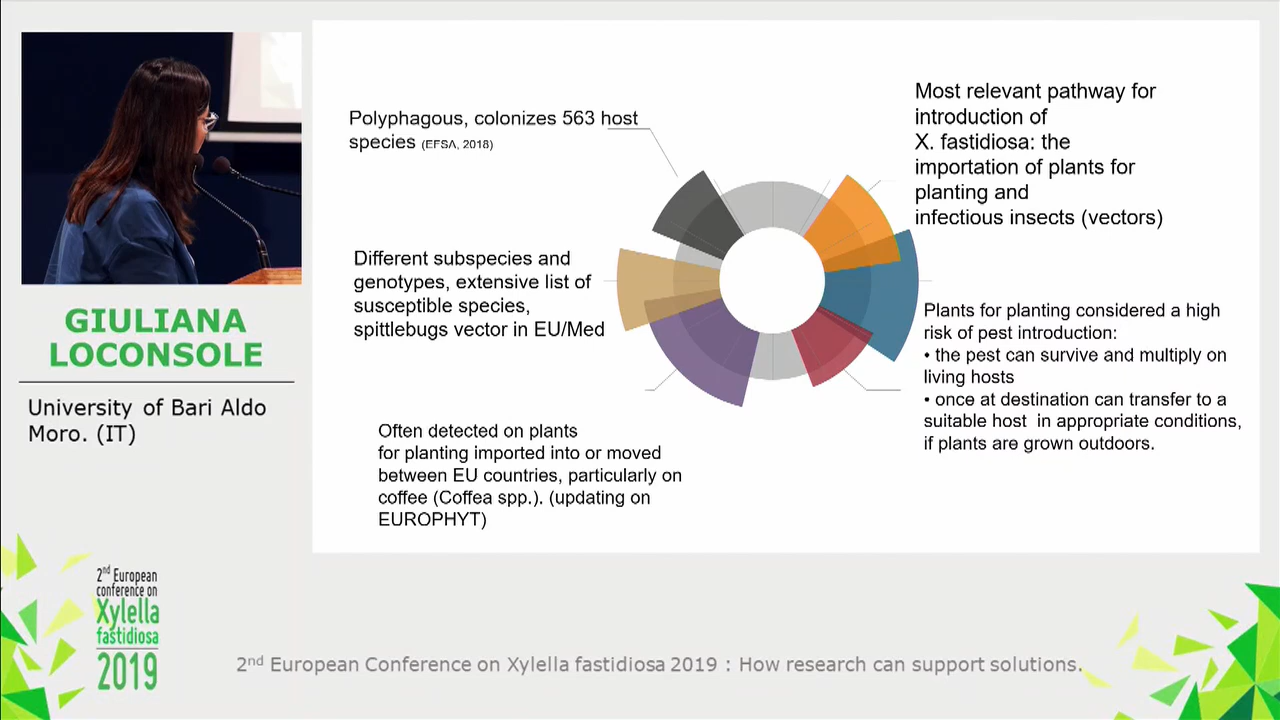 Polyphagous, colonizes 563 host
species (EFSA, 2018)
Different subspecies and
genotypes, extensive list of
susceptible species,
spittlebugs vector in EU/Med
Often detected on plants
for planting imported into or moved
between EU countries, particularly on
coffee (Coffea spp.). (updating on
EUROPHYT)
Most relevant pathway for
introduction of
X. fastidiosa: the
importation of plants for
planting and
infectious insects (vectors)
Plants for planting considered a high
risk of pest introduction:
• the pest can survive and multiply on
living hosts
• once at destination can transfer to a
suitable host in appropriate conditions,
if plants are grown outdoors.
GIULIANA
LOCONSOLE
University of Bari Aldo
Moro. (IT)
2nd European
conference on
Xylella
fastidiosa
2019
2nd European Conference on Xylella fastidiosa 2019 : How research can support solutions.